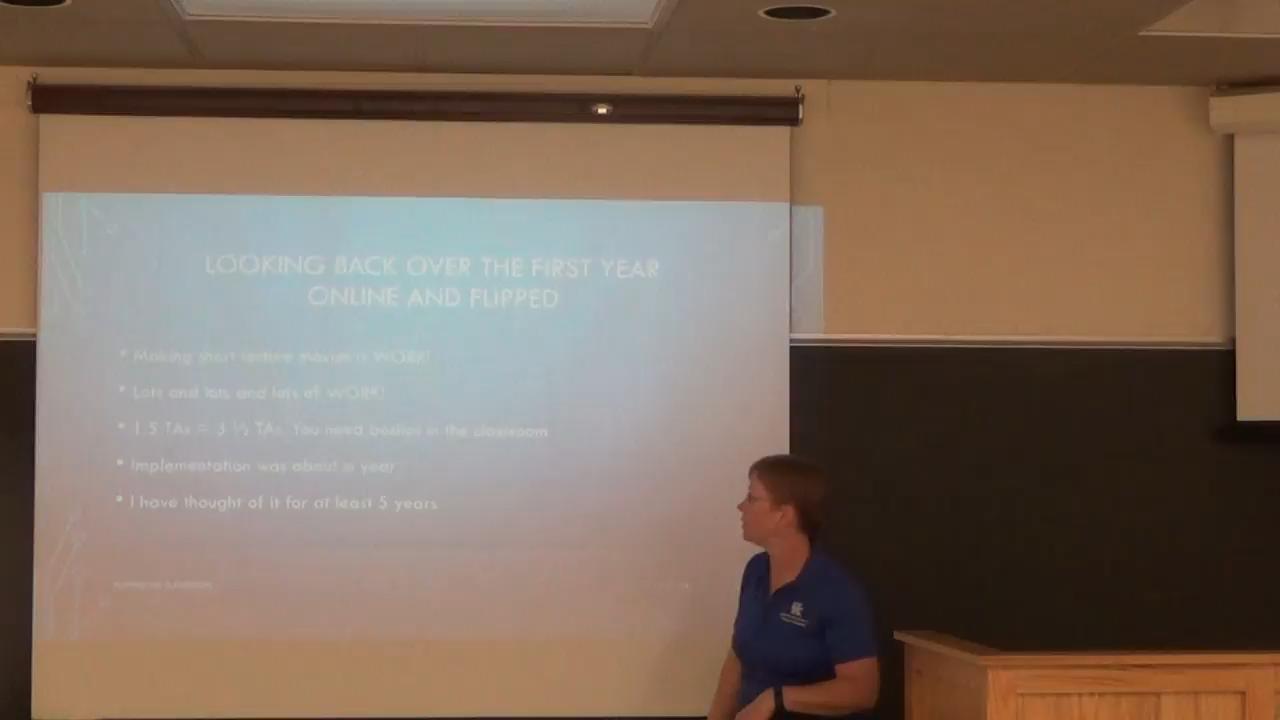 LOOKING BACK OVER THE FIRST YEAR
ONLINE AND FLIPPED
• Making short lecture movies is WORK!
• Lots and lots and lots of WORK!
• 1.5 TAs = 3 ½ TAs. You need bodies in the classroom
• Implementation was about a year
• I have thought of it for at least 5 years
UK